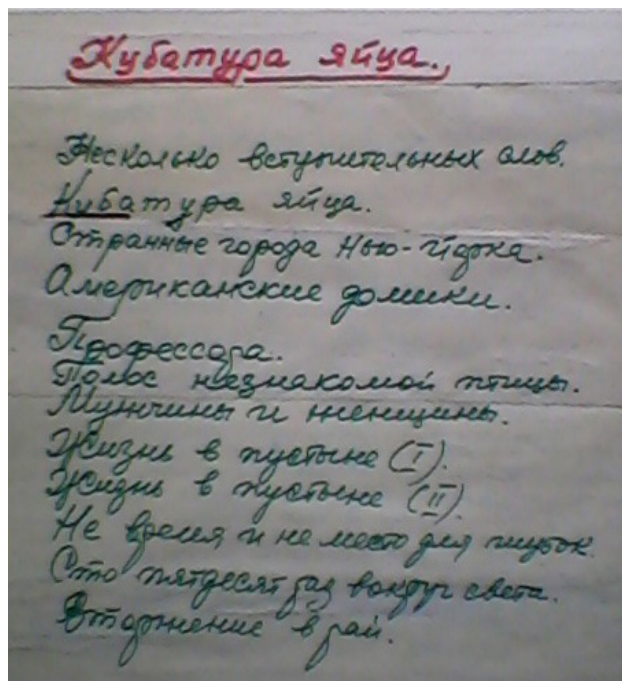 Кубатура яйца.
Несколько вступительных слов.
Кубатура яйца.
Странные города Нью-Йорка.
Американские домики.
Профессора.
Голос незнакомой птицы.
Мужчины и женщины.
Жизнь в пустыне (I).
Жизнь в пустыне (II).
Не время и не место для шуток.
Сто пятдесят раз вокруг света.
Вторжение в рай.